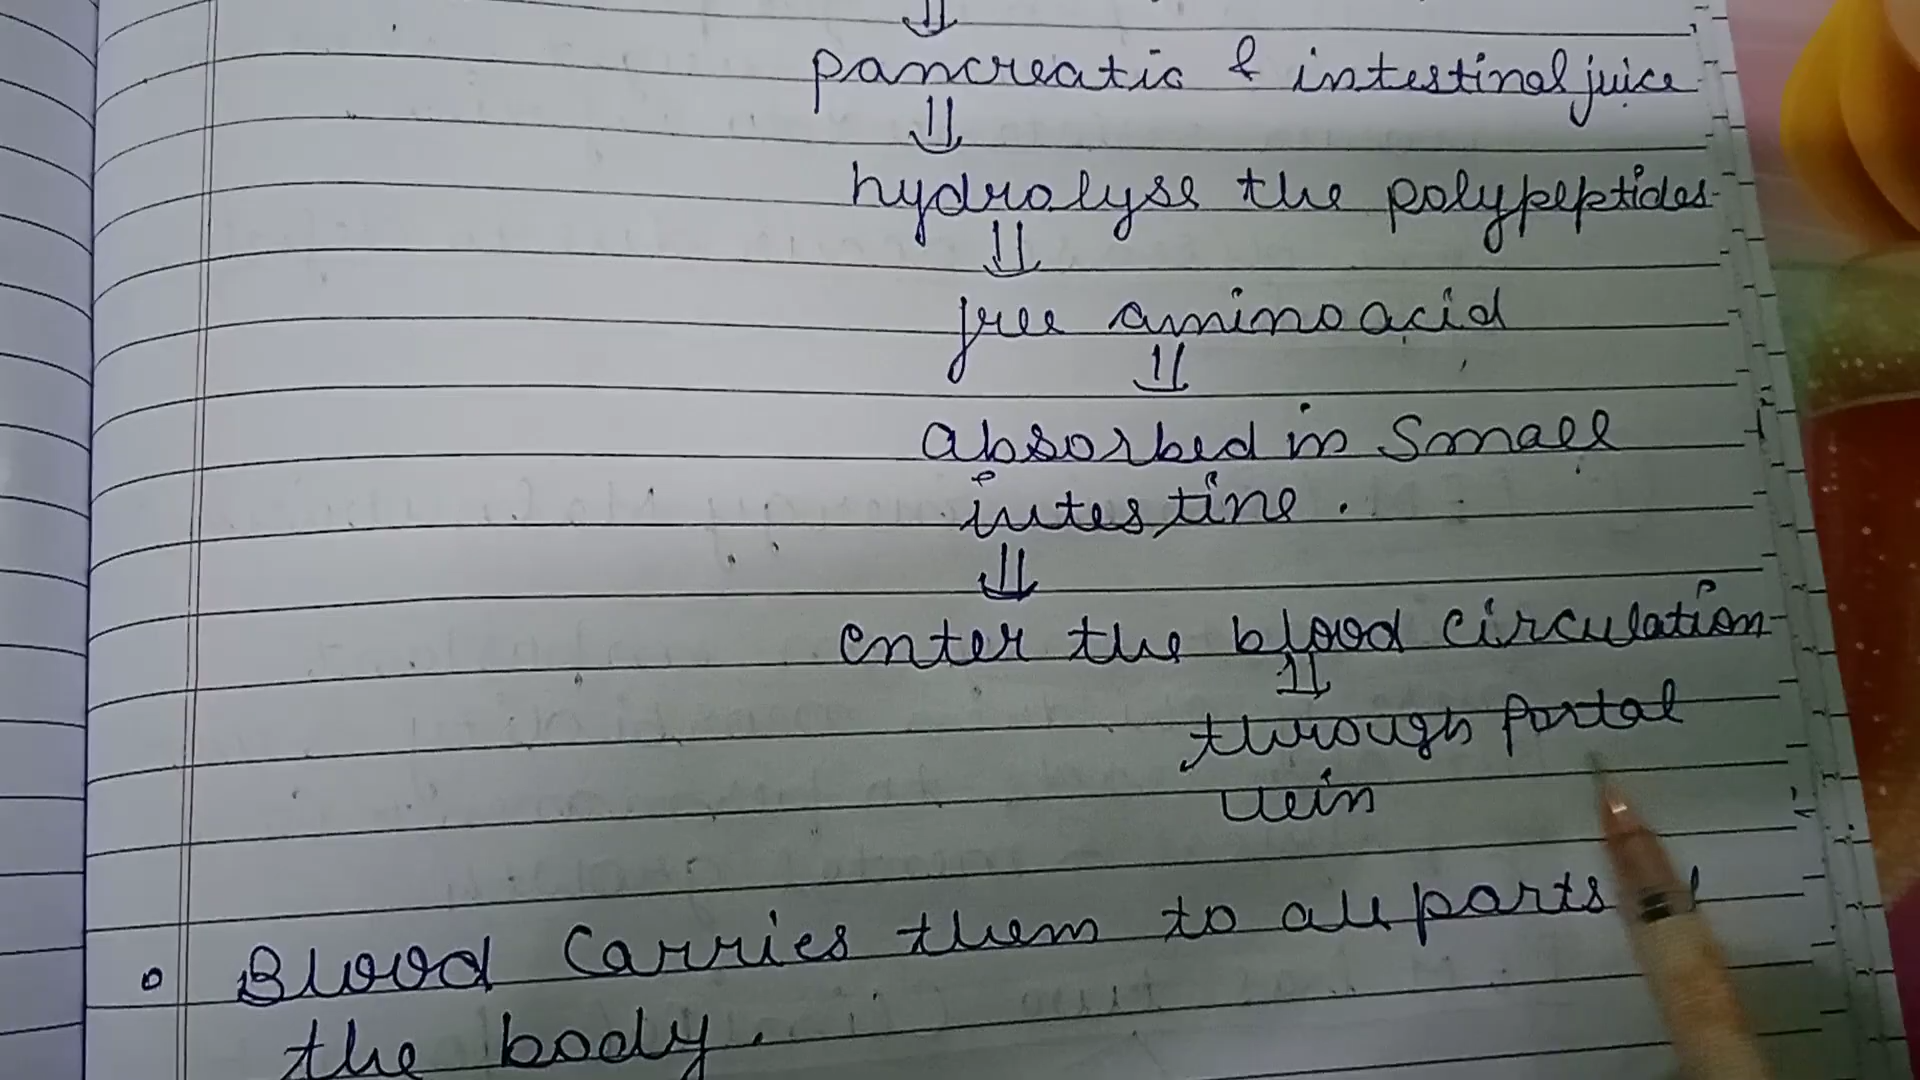 ⇓
pancreatic & intestinal juice
⇓
hydrolyse the polypeptides
⇓
free amino acid
⇓
absorbed in small
intestine.
⇓
enter the blood circulation
⇓
through portal
vein
Blood carries them to all parts
the body.